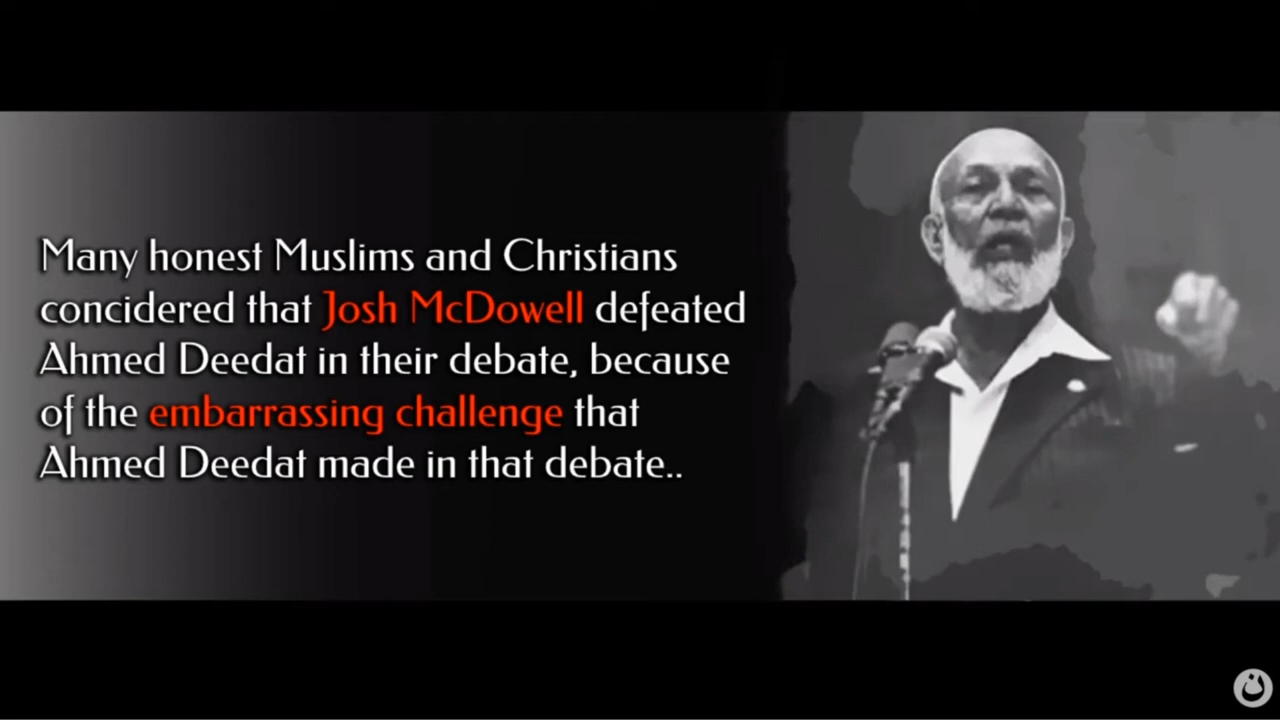 Many honest Muslims and Christians
concidered that Josh McDowell defeated
Ahmed Deedat in their debate, because
of the embarrassing challenge that
Ahmed Deedat made in that debate..
ن